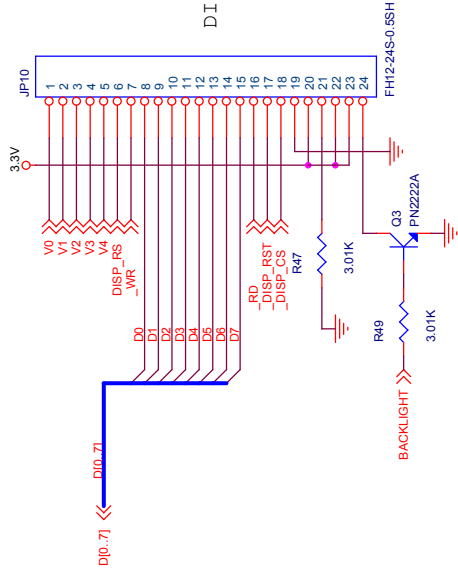 DI
JP10
FH12-24S-0.5SH
1
2
3
4
5
6
7
8
9
10
11
12
13
14
15
16
17
18
19
20
21
22
23
24
3.3V
V0
V1
V2
V3
V4
DISP_RS
_WR
D0
D1
D2
D3
D4
D5
D6
D7
_RD
_DISP_RST
_DISP_CS
R47
3.01K
Q3
PN2222A
R49
3.01K
BACKLIGHT
D[0..7]
D[0..7]